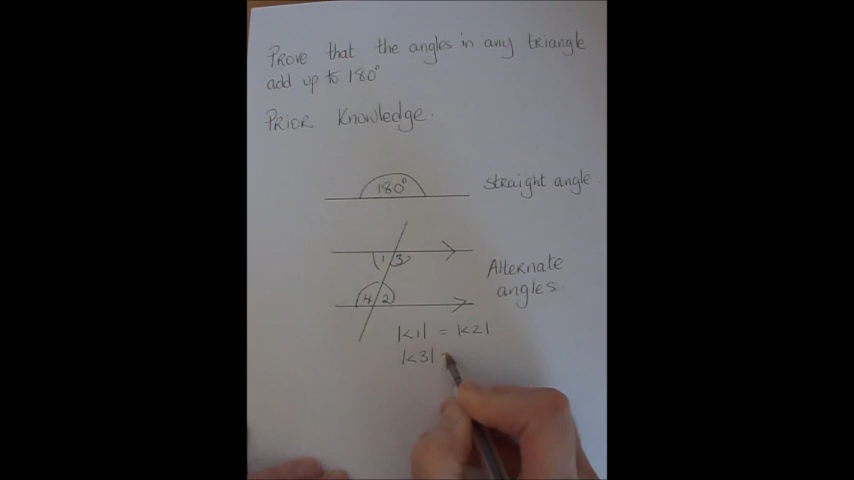 Prove that the angles in any triangle
add up to 180°
Prior Knowledge.
180°
straight angle
1 3
Alternate
angles.
4 2
|<1| = |<2|
|<3| =